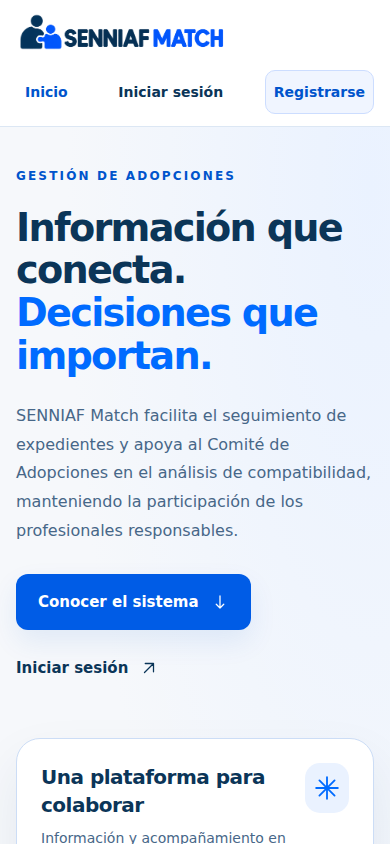 SENNIAF MATCH
Inicio
Iniciar sesión
Registrarse
GESTIÓN DE ADOPCIONES
Información que
conecta.
Decisiones que
importan.
SENNIAF Match facilita el seguimiento de
expedientes y apoya al Comité de
Adopciones en el análisis de compatibilidad,
manteniendo la participación de los
profesionales responsables.
Conocer el sistema
Iniciar sesión
Una plataforma para
colaborar
Información y acompañamiento en